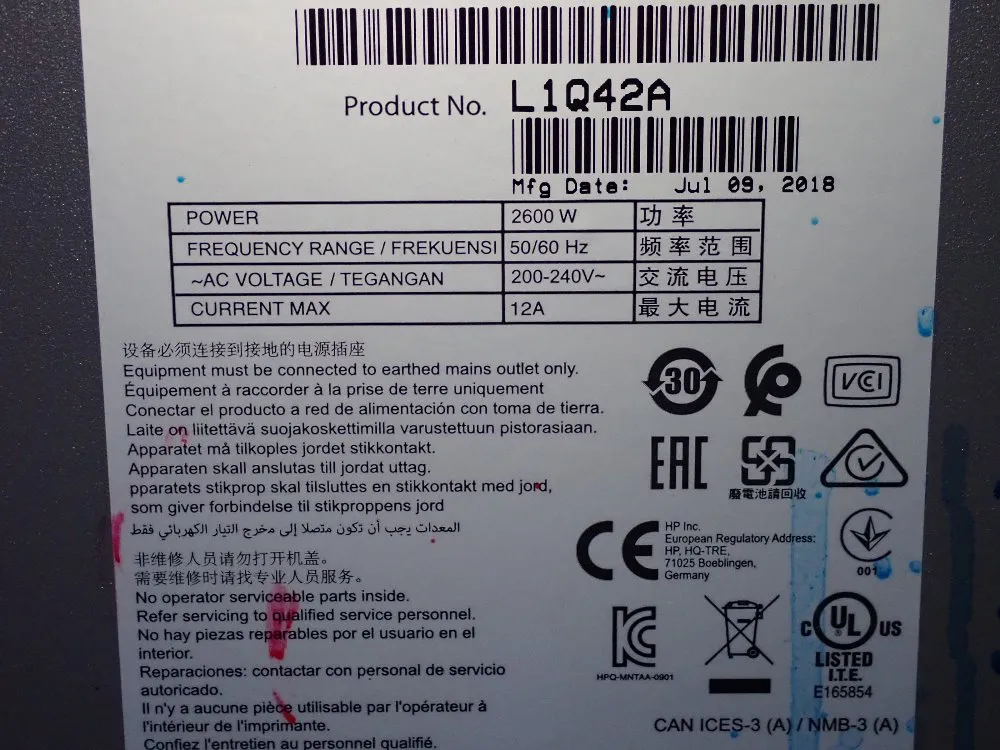 Product No. L1Q42A
Mfg Date: Jul 09, 2018
POWER 2600 W 功率
FREQUENCY RANGE / FREKUENSI 50/60 Hz 频率范围
~AC VOLTAGE / TEGANGAN 200-240V~ 交流电压
CURRENT MAX 12A 最大电流
设备必须连接到接地的电源插座
Equipment must be connected to earthed mains outlet only.
Équipement à raccorder à la prise de terre uniquement
Conectar el producto a red de alimentación con toma de tierra.
Laite on liitettävä suojakoskettimilla varustettuun pistorasiaan.
Apparatet må tilkoples jordet stikkontakt.
Apparaten skall anslutas till jordat uttag.
pparatets stikprop skal tilsluttes en stikkontakt med jord,
som giver forbindelse til stikproppens jord
المعدات يجب أن تكون متصلا إلى مخرج التيار الكهربائي فقط
非维修人员请勿打开机盖。
需要维修时请找专业人员服务。
No operator serviceable parts inside.
Refer servicing to qualified service personnel.
No hay piezas reparables por el usuario en el
interior.
Reparaciones: contactar con personal de servicio
autoricado.
Il n'y a aucune pièce utilisable par l'opérateur à
l'intérieur de l'imprimante.
Confiez l'entretien au personnel qualifié.
30
VCI
EAC
廢電池請回收
CE
HP Inc.
European Regulatory Address:
HP, HQ-TRE,
71025 Boeblingen,
Germany
001
HPQ-MNTAA-0901
C UL US
®
LISTED
I.T.E.
E165854
CAN ICES-3 (A) / NMB-3 (A)